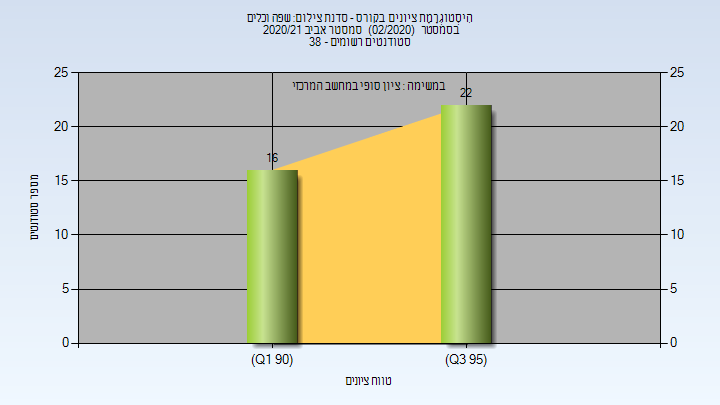 היסטוגרמת ציונים בקורס - סדנת צילום: שפה וכלים
בסמסטר (02/2020) סמסטר אביב 2020/21
סטודנטים רשומים - 38
במשימה : ציון סופי במחשב המרכזי
25
20
15
10
5
0
25
20
15
10
5
0
16
22
מספר סטודנטים
(Q1 90)
(Q3 95)
טווח ציונים